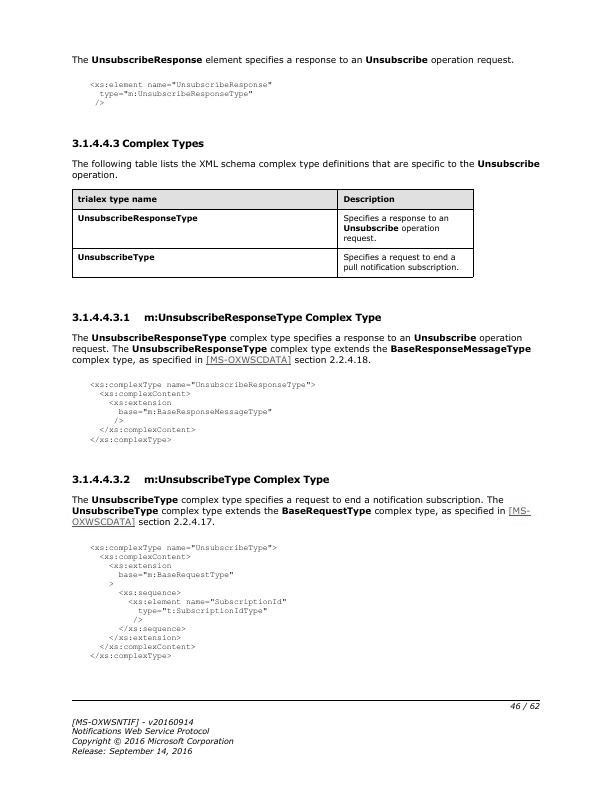 The UnsubscribeResponse element specifies a response to an Unsubscribe operation request.
<xs:element name="UnsubscribeResponse"
type="m:UnsubscribeResponseType"
/>
3.1.4.4.3 Complex Types
The following table lists the XML schema complex type definitions that are specific to the Unsubscribe
operation.
trialex type name Description
UnsubscribeResponseType Specifies a response to an
Unsubscribe operation
request.
UnsubscribeType Specifies a request to end a
pull notification subscription.
3.1.4.4.3.1 m:UnsubscribeResponseType Complex Type
The UnsubscribeResponseType complex type specifies a response to an Unsubscribe operation
request. The UnsubscribeResponseType complex type extends the BaseResponseMessageType
complex type, as specified in [MS-OXWSCDATA] section 2.2.4.18.
<xs:complexType name="UnsubscribeResponseType">
<xs:complexContent>
<xs:extension
base="m:BaseResponseMessageType"
/>
</xs:complexContent>
</xs:complexType>
3.1.4.4.3.2 m:UnsubscribeType Complex Type
The UnsubscribeType complex type specifies a request to end a notification subscription. The
UnsubscribeType complex type extends the BaseRequestType complex type, as specified in [MS-
OXWSCDATA] section 2.2.4.17.
<xs:complexType name="UnsubscribeType">
<xs:complexContent>
<xs:extension
base="m:BaseRequestType"
>
<xs:sequence>
<xs:element name="SubscriptionId"
type="t:SubscriptionIdType"
/>
</xs:sequence>
</xs:extension>
</xs:complexContent>
</xs:complexType>
46 / 62
[MS-OXWSNTIF] - v20160914
Notifications Web Service Protocol
Copyright © 2016 Microsoft Corporation
Release: September 14, 2016